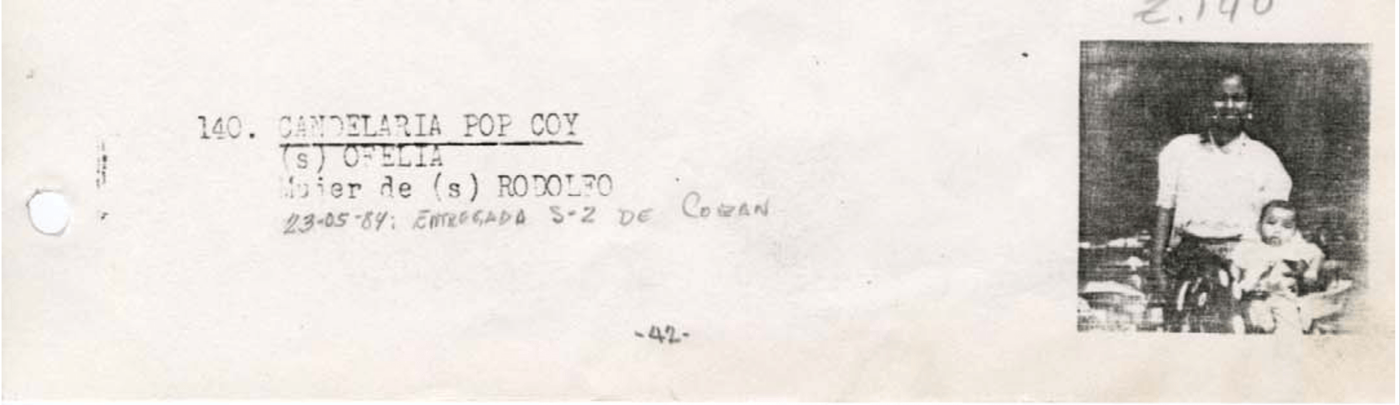 2.140
140. CANDELARIA POP COY
(s) OFELIA
Mujer de (s) RODOLFO
23-05-84: ENTREGADA S-2 DE COBAN
-42-